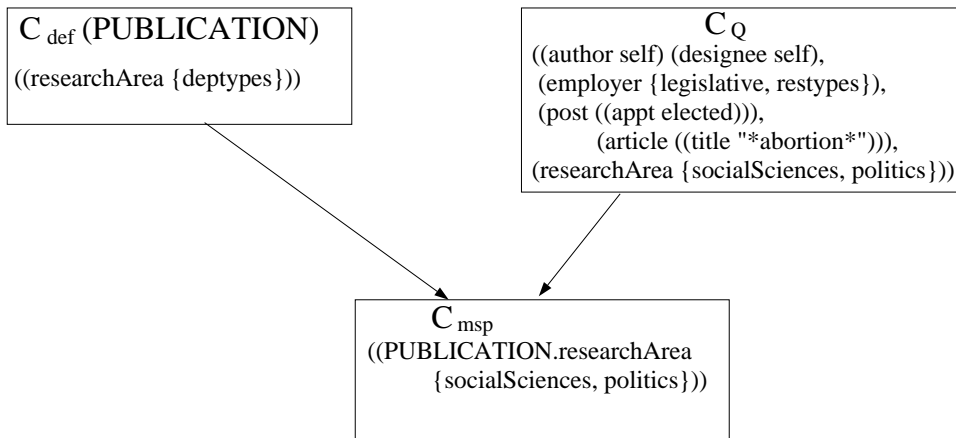 C def (PUBLICATION)
((researchArea {deptypes}))
C Q
((author self) (designee self),
(employer {legislative, restypes}),
(post ((appt elected))),
(article ((title "*abortion*"))),
(researchArea {socialSciences, politics}))
C msp
((PUBLICATION.researchArea
{socialSciences, politics}))